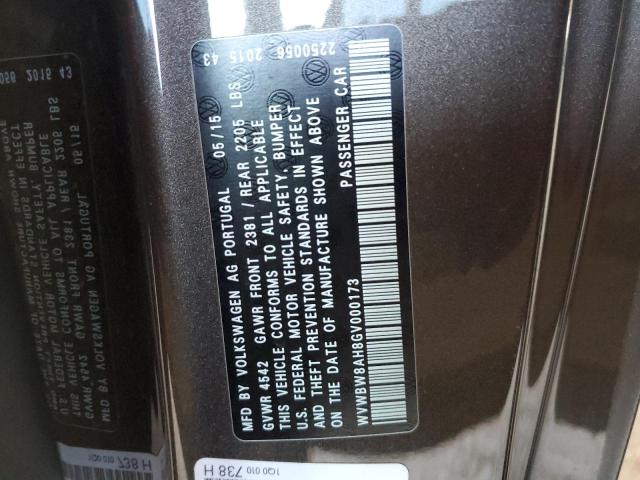 2250056 2015 43
MFD BY VOLKSWAGEN AG PORTUGAL 05/15
GVWR 4542 GAWR FRONT 2381 / REAR 2205 LBS
THIS VEHICLE CONFORMS TO ALL APPLICABLE
U.S. FEDERAL MOTOR VEHICLE SAFETY, BUMPER
AND THEFT PREVENTION STANDARDS IN EFFECT
ON THE DATE OF MANUFACTURE SHOWN ABOVE
PASSENGER CAR
WVWBW8AH8GV000173
1Q0 010 738 H